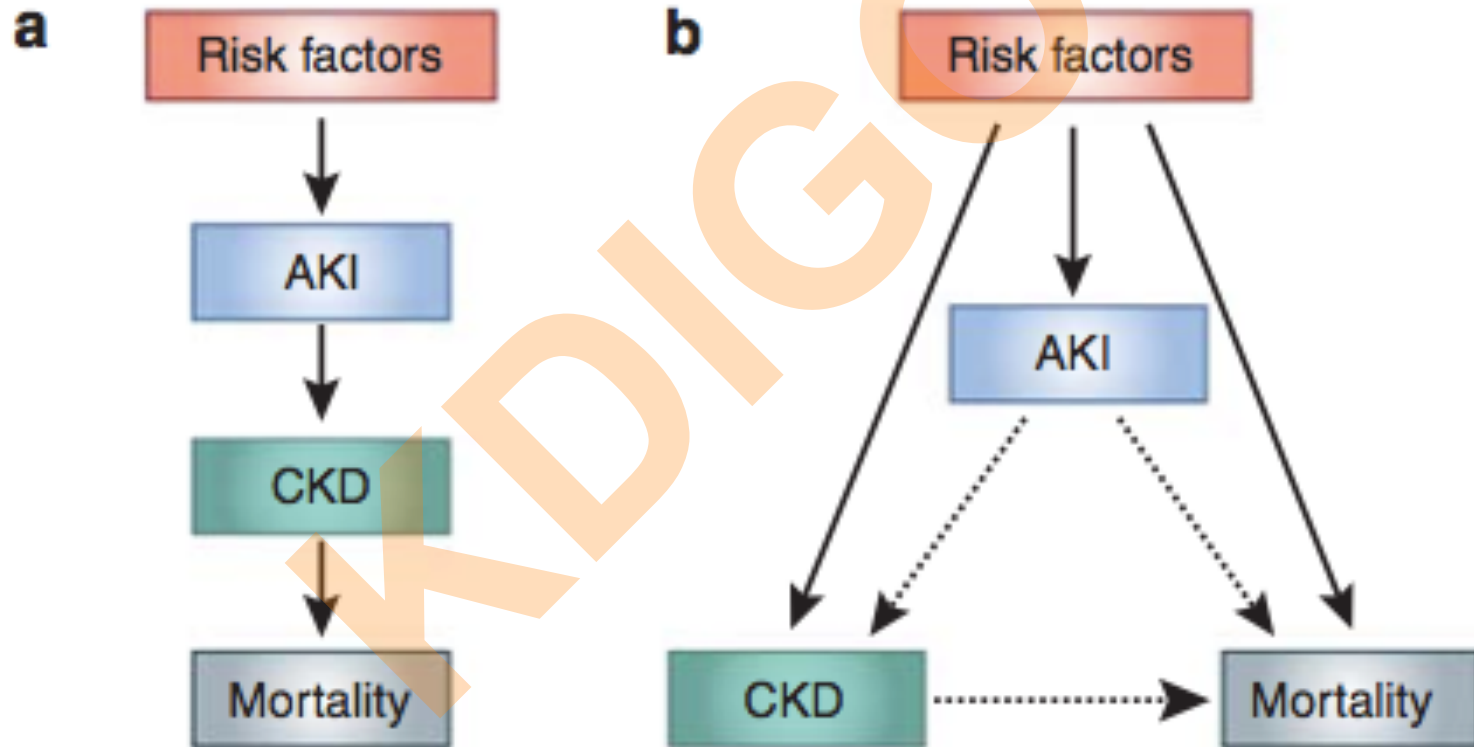 a
Risk factors
AKI
CKD
Mortality
b
Risk factors
AKI
CKD
Mortality
KDIGO